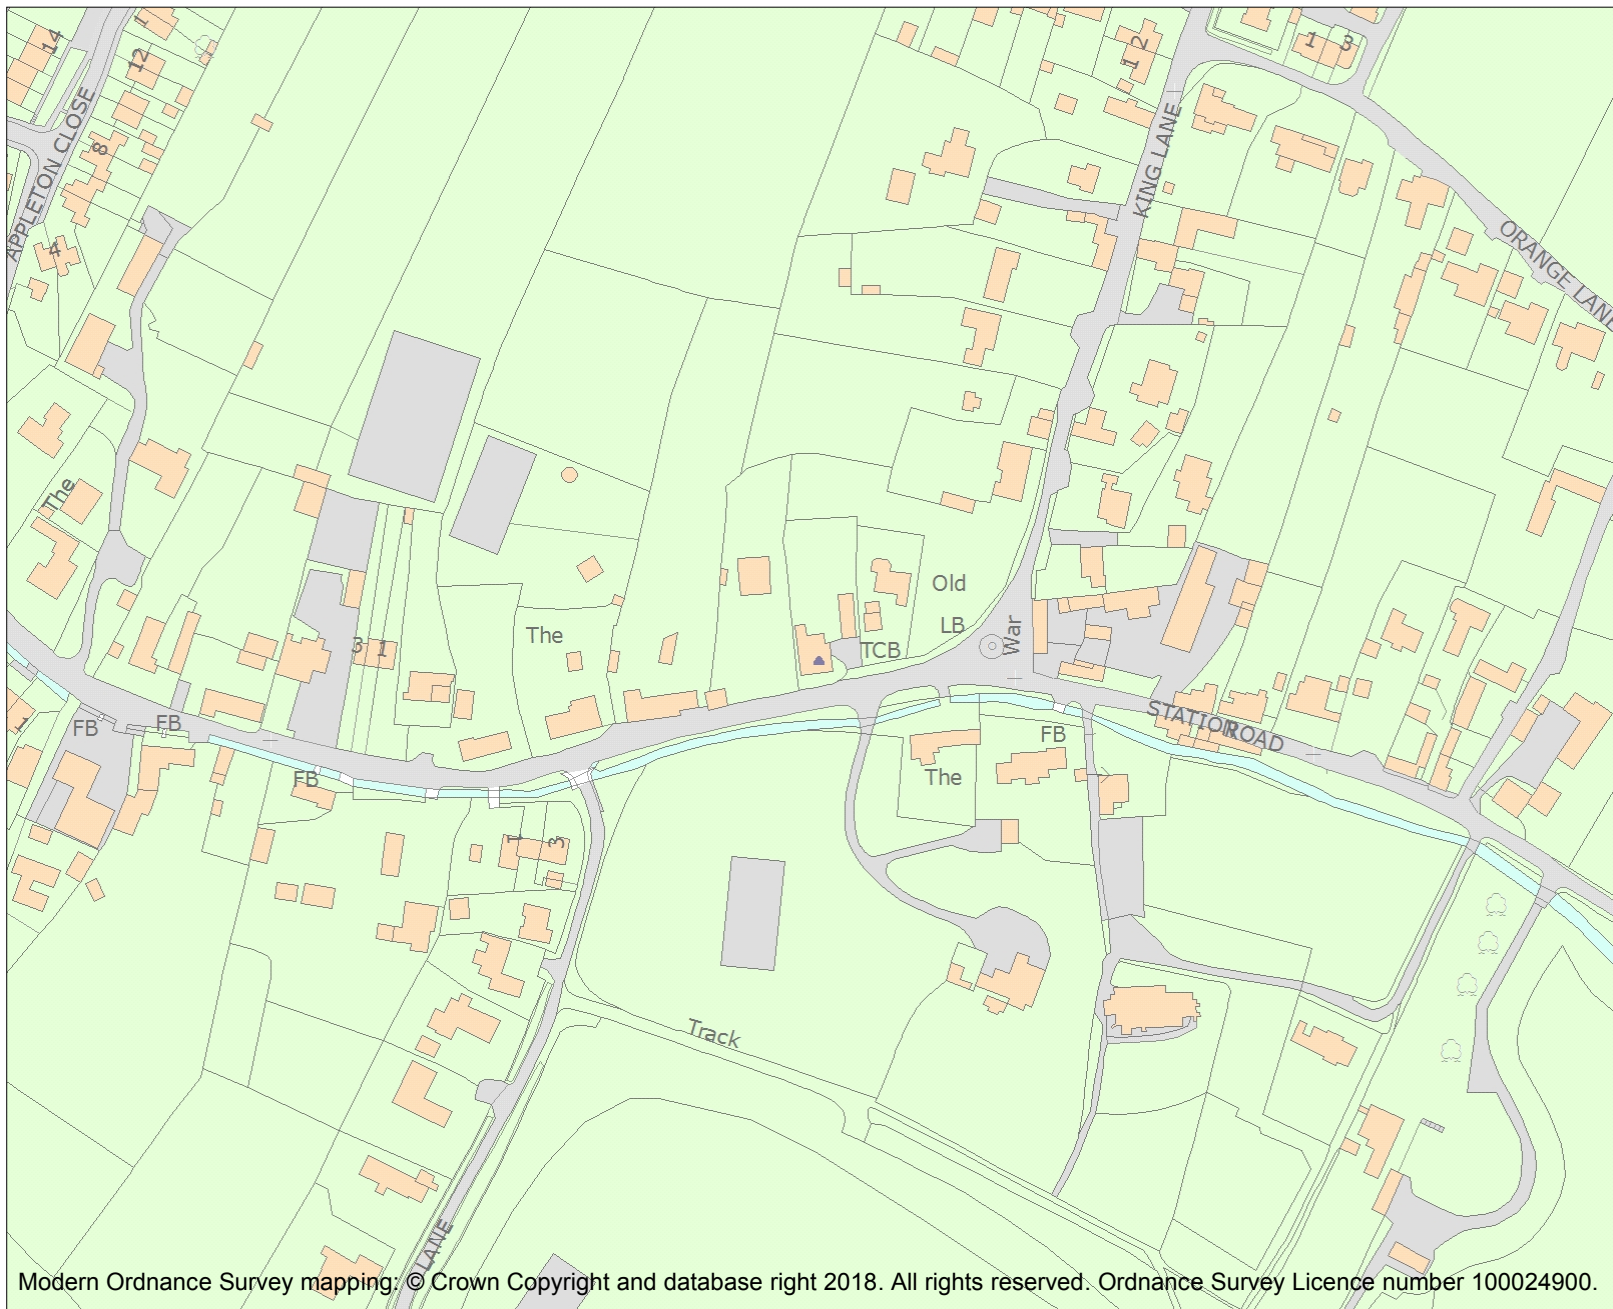 14
1
12
APPLETON CLOSE
8
4
1 2
KING LANE
1 3
ORANGE LANE
The
3 1
The
Old
LB
TCB
War
STATION ROAD
FB
FB
1
FB
FB
The
1
3
Track
LANE
Modern Ordnance Survey mapping: © Crown Copyright and database right 2018. All rights reserved. Ordnance Survey Licence number 100024900.